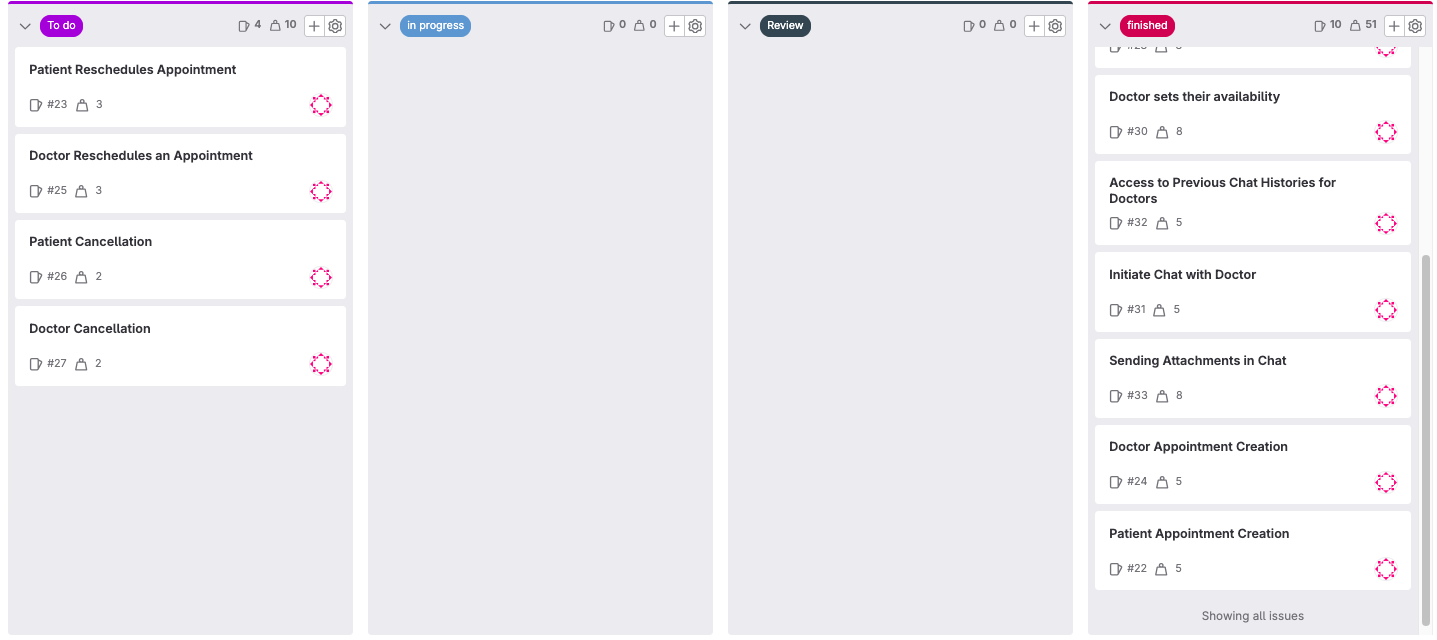 To do
4
10
Patient Reschedules Appointment
#23 3
Doctor Reschedules an Appointment
#25 3
Patient Cancellation
#26 2
Doctor Cancellation
#27 2
in progress
0
0
Review
0
0
finished
10
51
Doctor sets their availability
#30 8
Access to Previous Chat Histories for
Doctors
#32 5
Initiate Chat with Doctor
#31 5
Sending Attachments in Chat
#33 8
Doctor Appointment Creation
#24 5
Patient Appointment Creation
#22 5
Showing all issues